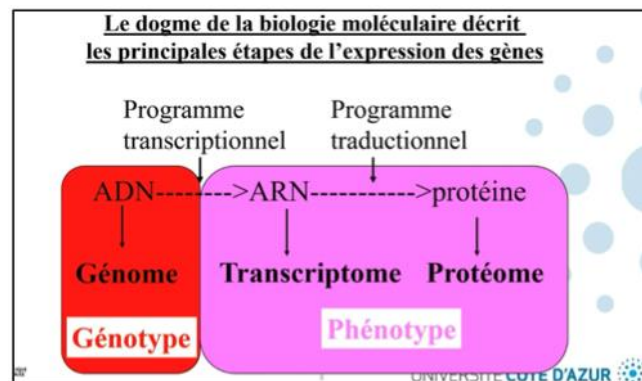 Le dogme de la biologie moléculaire décrit
les principales étapes de l'expression des gènes
Programme
transcriptionnel
Programme
traductionnel
ADN------->ARN----------->protéine
Génome Transcriptome Protéome
Génotype Phénotype
UNIVERSITÉ CÔTE D'AZUR